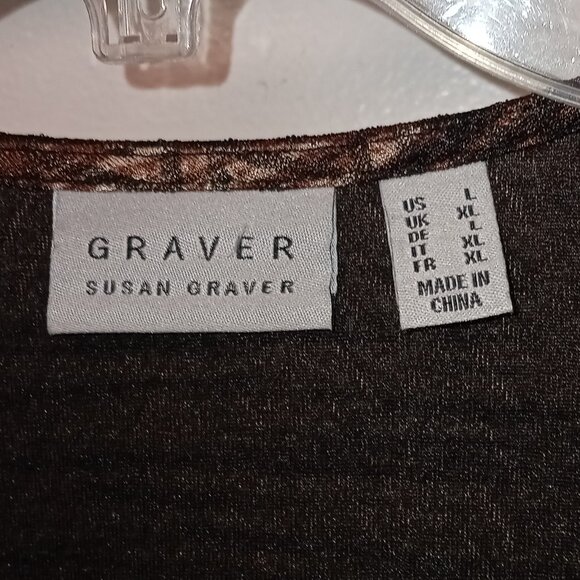 GRAVER
SUSAN GRAVER
US L
UK XL
DE L
IT XL
FR XL
MADE IN
CHINA